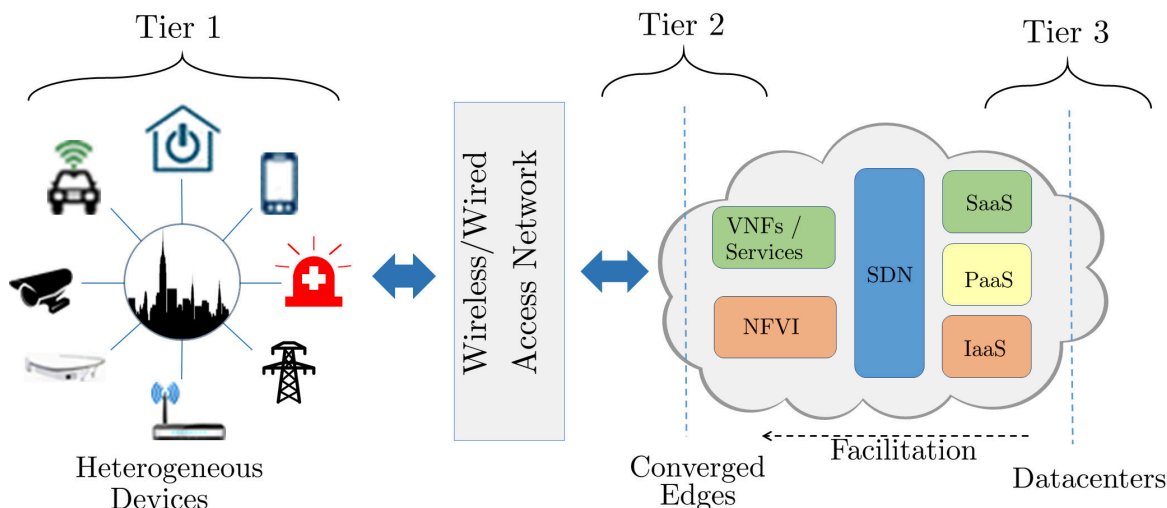 Tier 1
Tier 2
Tier 3
Wireless/Wired
Access Network
VNFs /
Services
NFVI
SDN
SaaS
PaaS
IaaS
Facilitation
Heterogeneous
Devices
Converged
Edges
Datacenters